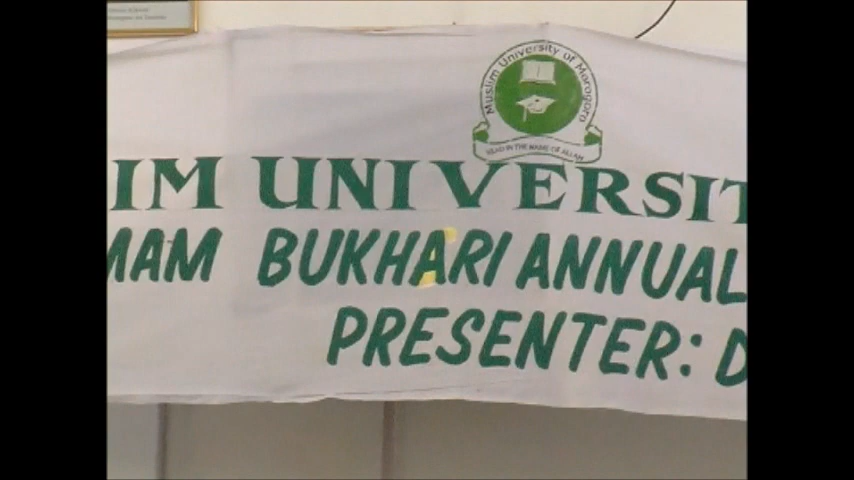 Muslim University of Morogoro
READ IN THE NAME OF ALLAH
IM UNIVERSIT
MAM BUKHARI ANNUAL
PRESENTER: D